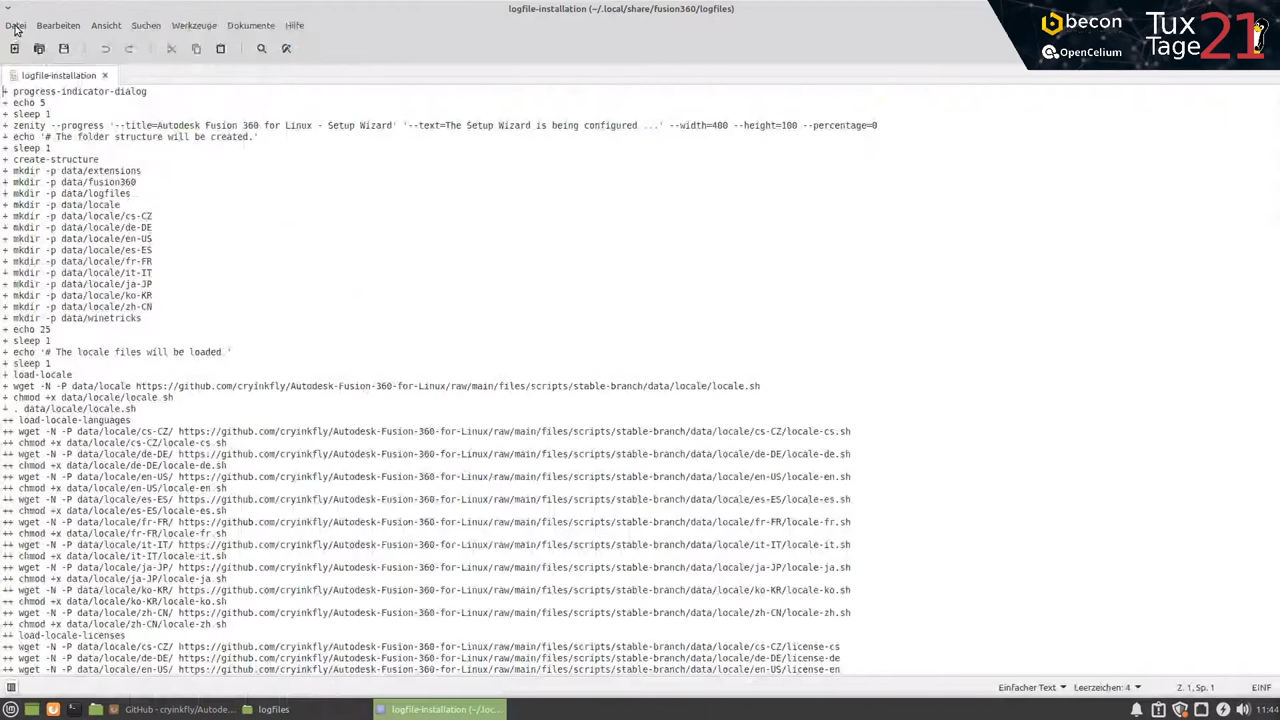 logfile-installation (~/.local/share/fusion360/logfiles)
becon
OpenCelium
Tux
Tage
21
Datei Bearbeiten Ansicht Suchen Werkzeuge Dokumente Hilfe
logfile-installation ×
+ progress-indicator-dialog
+ echo 5
+ sleep 1
+ zenity --progress '--title=Autodesk Fusion 360 for Linux - Setup Wizard' '--text=The Setup Wizard is being configured ...' --width=400 --height=100 --percentage=0
+ echo '# The folder structure will be created.'
+ sleep 1
+ create-structure
+ mkdir -p data/extensions
+ mkdir -p data/fusion360
+ mkdir -p data/logfiles
+ mkdir -p data/locale
+ mkdir -p data/locale/cs-CZ
+ mkdir -p data/locale/de-DE
+ mkdir -p data/locale/en-US
+ mkdir -p data/locale/es-ES
+ mkdir -p data/locale/fr-FR
+ mkdir -p data/locale/it-IT
+ mkdir -p data/locale/ja-JP
+ mkdir -p data/locale/ko-KR
+ mkdir -p data/locale/zh-CN
+ mkdir -p data/winetricks
+ echo 25
+ sleep 1
+ echo '# The locale files will be loaded.'
+ sleep 1
+ load-locale
+ wget -N -P data/locale https://github.com/cryinkfly/Autodesk-Fusion-360-for-Linux/raw/main/files/scripts/stable-branch/data/locale/locale.sh
+ chmod +x data/locale/locale.sh
+ . data/locale/locale.sh
++ load-locale-languages
++ wget -N -P data/locale/cs-CZ/ https://github.com/cryinkfly/Autodesk-Fusion-360-for-Linux/raw/main/files/scripts/stable-branch/data/locale/cs-CZ/locale-cs.sh
++ chmod +x data/locale/cs-CZ/locale-cs.sh
++ wget -N -P data/locale/de-DE/ https://github.com/cryinkfly/Autodesk-Fusion-360-for-Linux/raw/main/files/scripts/stable-branch/data/locale/de-DE/locale-de.sh
++ chmod +x data/locale/de-DE/locale-de.sh
++ wget -N -P data/locale/en-US/ https://github.com/cryinkfly/Autodesk-Fusion-360-for-Linux/raw/main/files/scripts/stable-branch/data/locale/en-US/locale-en.sh
++ chmod +x data/locale/en-US/locale-en.sh
++ wget -N -P data/locale/es-ES/ https://github.com/cryinkfly/Autodesk-Fusion-360-for-Linux/raw/main/files/scripts/stable-branch/data/locale/es-ES/locale-es.sh
++ chmod +x data/locale/es-ES/locale-es.sh
++ wget -N -P data/locale/fr-FR/ https://github.com/cryinkfly/Autodesk-Fusion-360-for-Linux/raw/main/files/scripts/stable-branch/data/locale/fr-FR/locale-fr.sh
++ chmod +x data/locale/fr-FR/locale-fr.sh
++ wget -N -P data/locale/it-IT/ https://github.com/cryinkfly/Autodesk-Fusion-360-for-Linux/raw/main/files/scripts/stable-branch/data/locale/it-IT/locale-it.sh
++ chmod +x data/locale/it-IT/locale-it.sh
++ wget -N -P data/locale/ja-JP/ https://github.com/cryinkfly/Autodesk-Fusion-360-for-Linux/raw/main/files/scripts/stable-branch/data/locale/ja-JP/locale-ja.sh
++ chmod +x data/locale/ja-JP/locale-ja.sh
++ wget -N -P data/locale/ko-KR/ https://github.com/cryinkfly/Autodesk-Fusion-360-for-Linux/raw/main/files/scripts/stable-branch/data/locale/ko-KR/locale-ko.sh
++ chmod +x data/locale/ko-KR/locale-ko.sh
++ wget -N -P data/locale/zh-CN/ https://github.com/cryinkfly/Autodesk-Fusion-360-for-Linux/raw/main/files/scripts/stable-branch/data/locale/zh-CN/locale-zh.sh
++ chmod +x data/locale/zh-CN/locale-zh.sh
++ load-locale-licenses
++ wget -N -P data/locale/cs-CZ/ https://github.com/cryinkfly/Autodesk-Fusion-360-for-Linux/raw/main/files/scripts/stable-branch/data/locale/cs-CZ/license-cs
++ wget -N -P data/locale/de-DE/ https://github.com/cryinkfly/Autodesk-Fusion-360-for-Linux/raw/main/files/scripts/stable-branch/data/locale/de-DE/license-de
++ wget -N -P data/locale/en-US/ https://github.com/cryinkfly/Autodesk-Fusion-360-for-Linux/raw/main/files/scripts/stable-branch/data/locale/en-US/license-en
Einfacher Text Leerzeichen: 4 Z. 1, Sp. 1 EINF
GitHub - cryinkfly/Autode... logfiles logfile-installation (~/.loc... 11:44